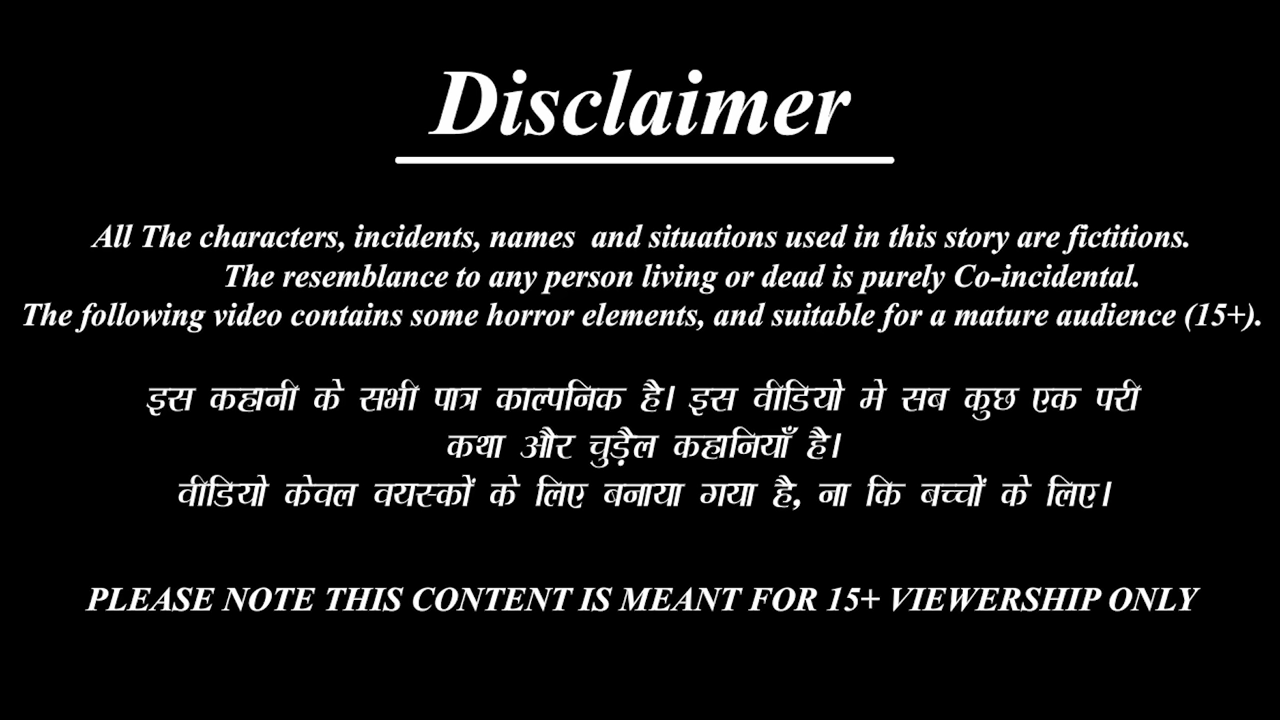 Disclaimer
All The characters, incidents, names and situations used in this story are fictitions.
The resemblance to any person living or dead is purely Co-incidental.
The following video contains some horror elements, and suitable for a mature audience (15+).
इस कहानी के सभी पात्र काल्पनिक है। इस वीडियो मे सब कुछ एक परी
कथा और चुड़ैल कहानियाँ है।
वीडियो केवल वयस्कों के लिए बनाया गया है, ना कि बच्चों के लिए।
PLEASE NOTE THIS CONTENT IS MEANT FOR 15+ VIEWERSHIP ONLY